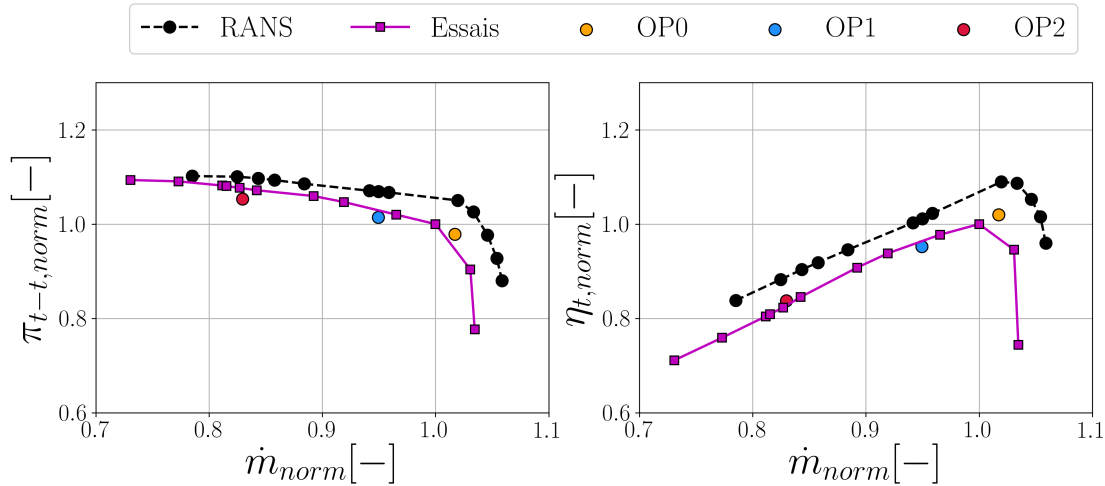 RANS Essais OP0 OP1 OP2
π_{t−t,norm}[−]
1.2
1.0
0.8
0.6
0.7 0.8 0.9 1.0 1.1
ṁ_{norm}[−]
η_{t,norm}[−]
1.2
1.0
0.8
0.6
0.7 0.8 0.9 1.0 1.1
ṁ_{norm}[−]